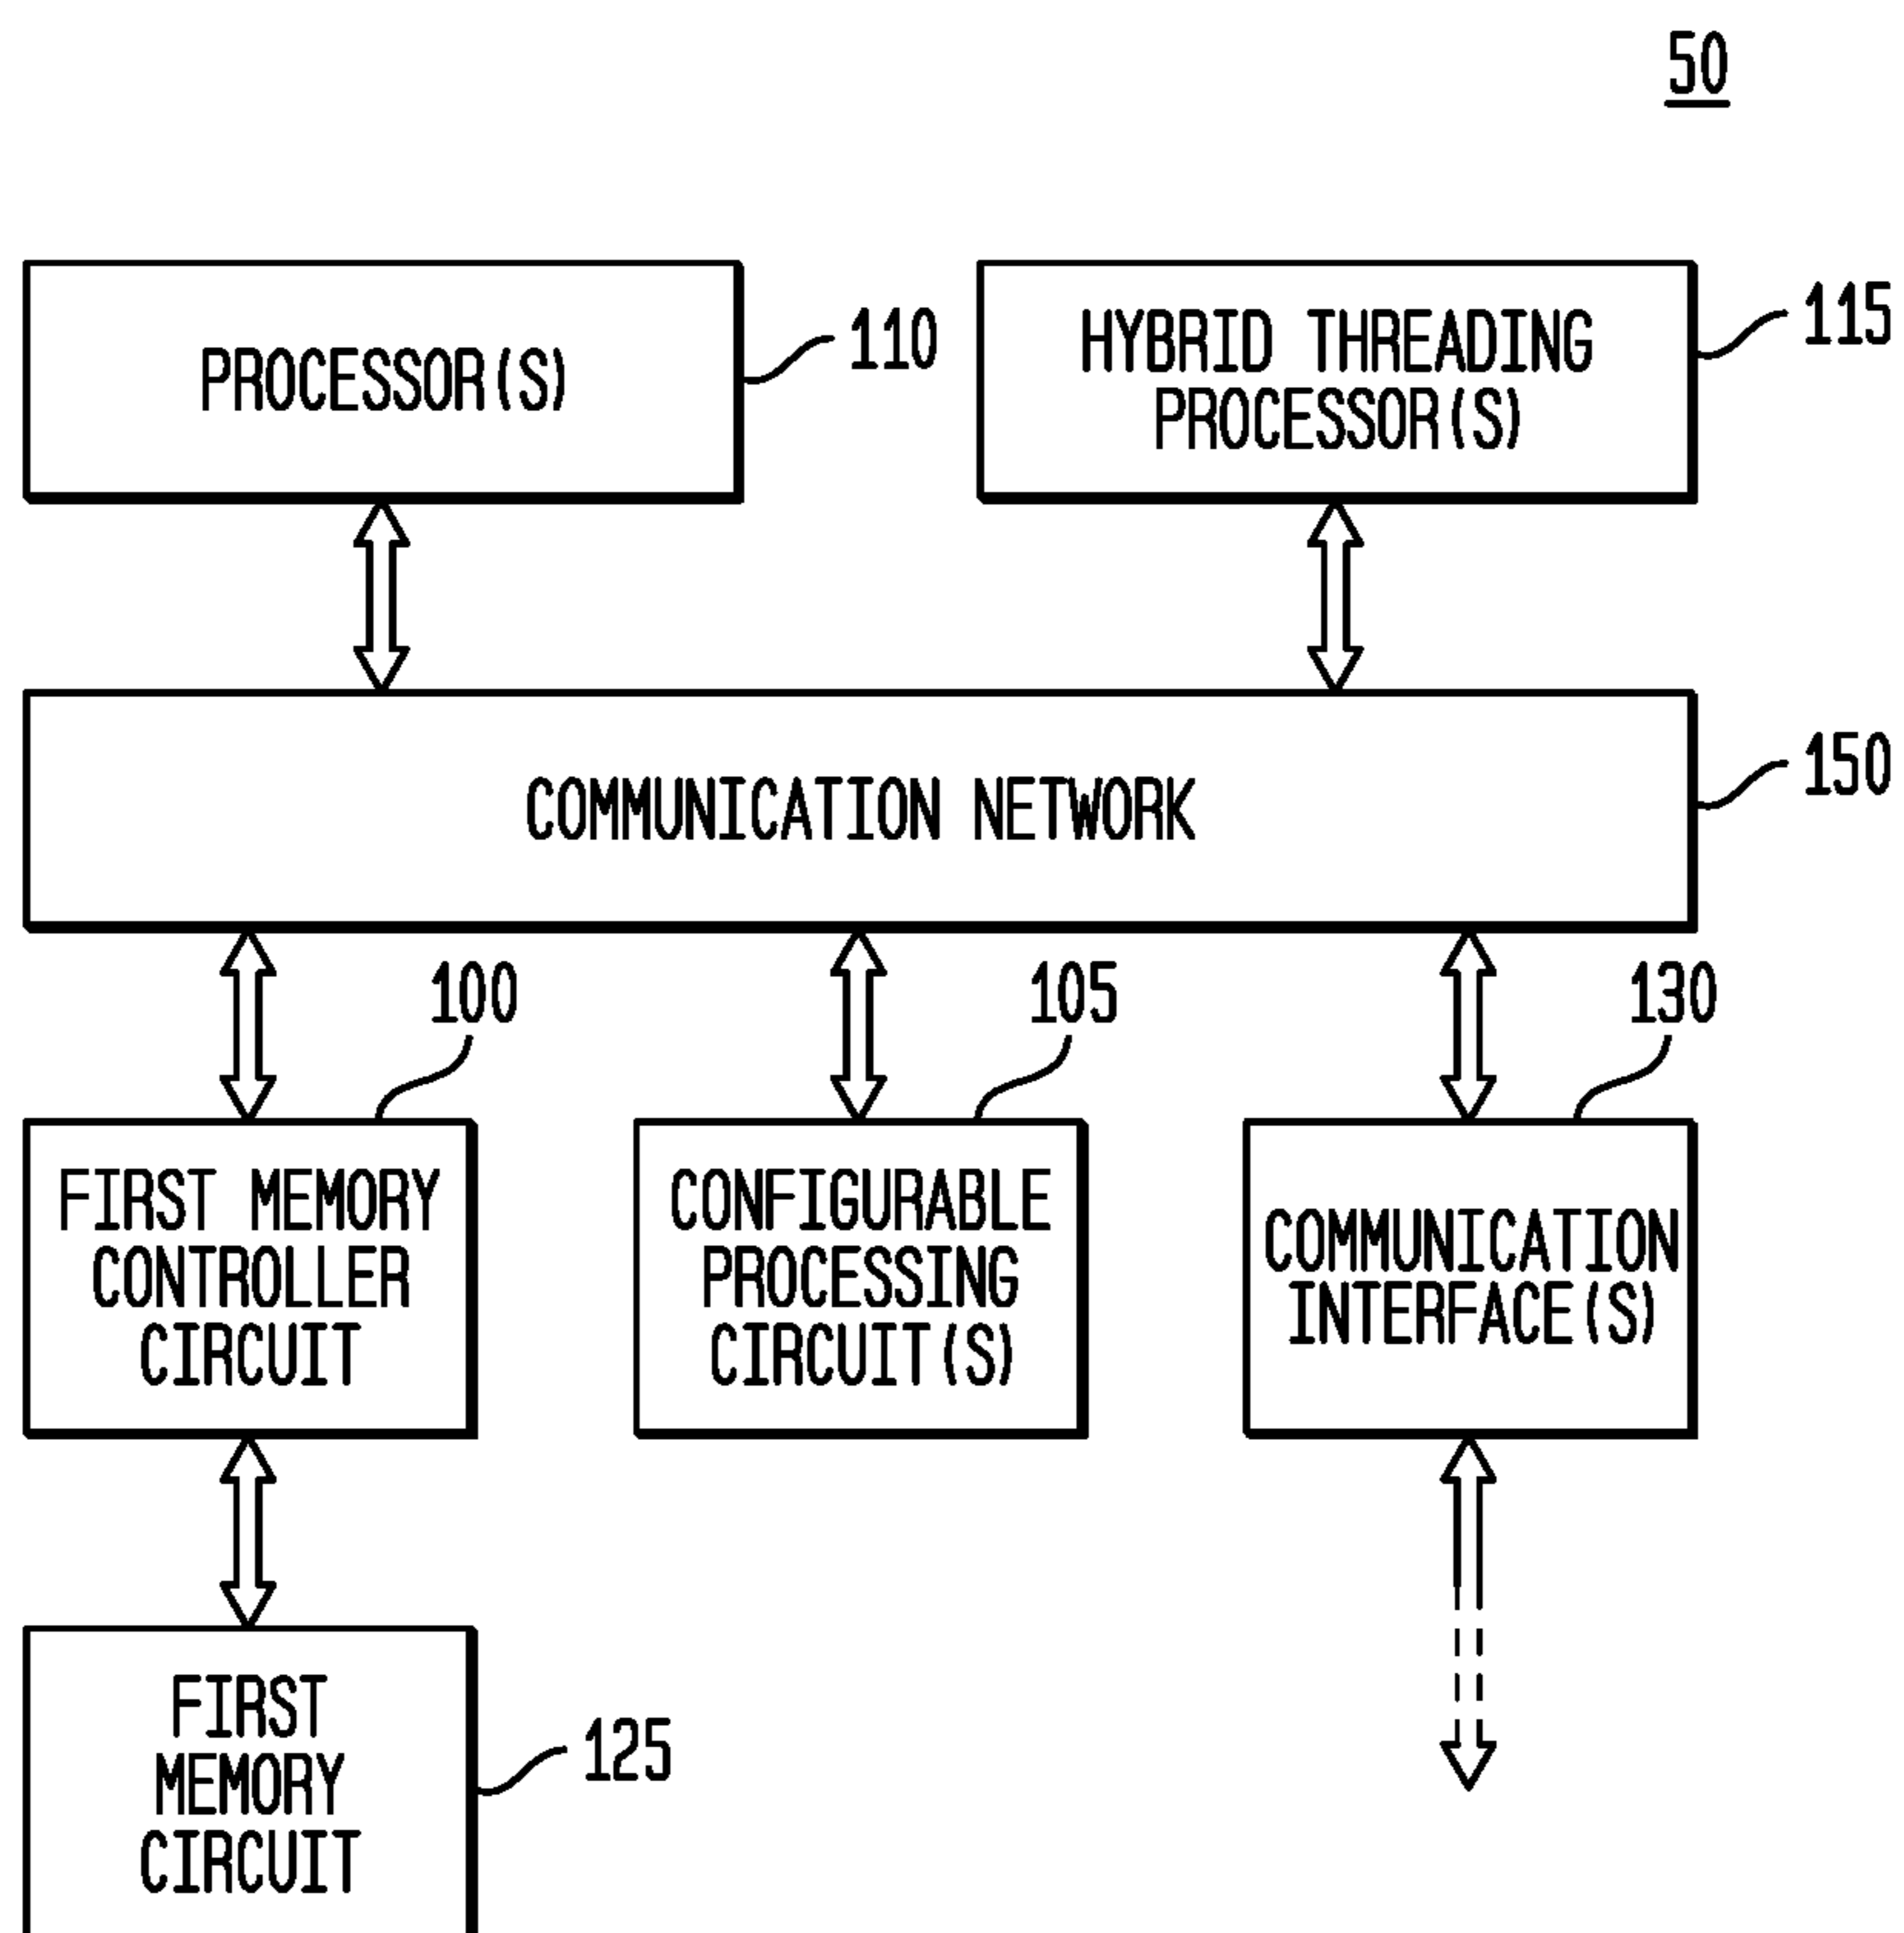 50
PROCESSOR(S)
110
HYBRID THREADING
PROCESSOR(S)
115
COMMUNICATION NETWORK
150
100
105
130
FIRST MEMORY
CONTROLLER
CIRCUIT
CONFIGURABLE
PROCESSING
CIRCUIT(S)
COMMUNICATION
INTERFACE(S)
FIRST
MEMORY
CIRCUIT
125